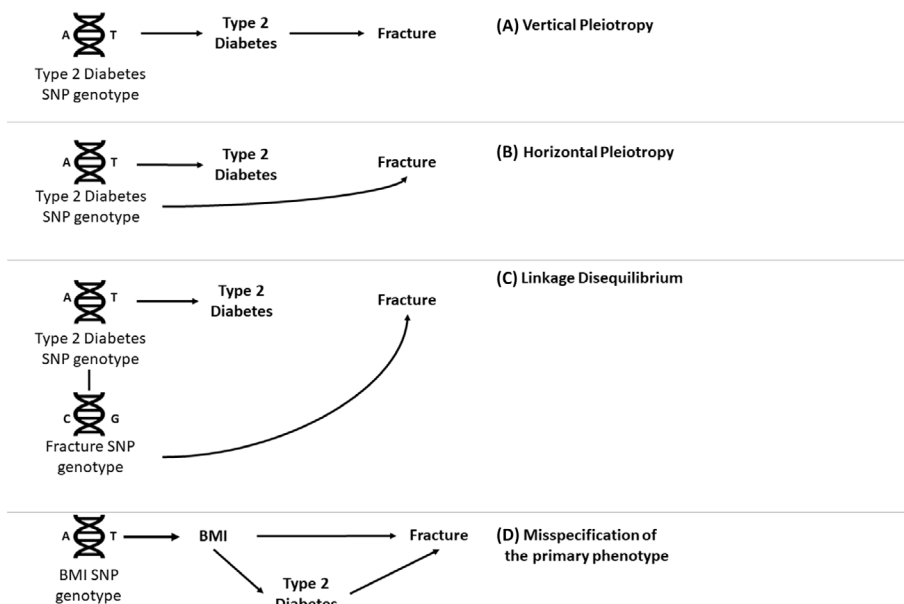 A T
Type 2
Diabetes
Fracture
(A) Vertical Pleiotropy
Type 2 Diabetes
SNP genotype
A T
Type 2
Diabetes
Fracture
(B) Horizontal Pleiotropy
Type 2 Diabetes
SNP genotype
A T
Type 2
Diabetes
Fracture
(C) Linkage Disequilibrium
Type 2 Diabetes
SNP genotype
C G
Fracture SNP
genotype
A T
BMI
Fracture
(D) Misspecification of
the primary phenotype
BMI SNP
genotype
Type 2
Diabetes